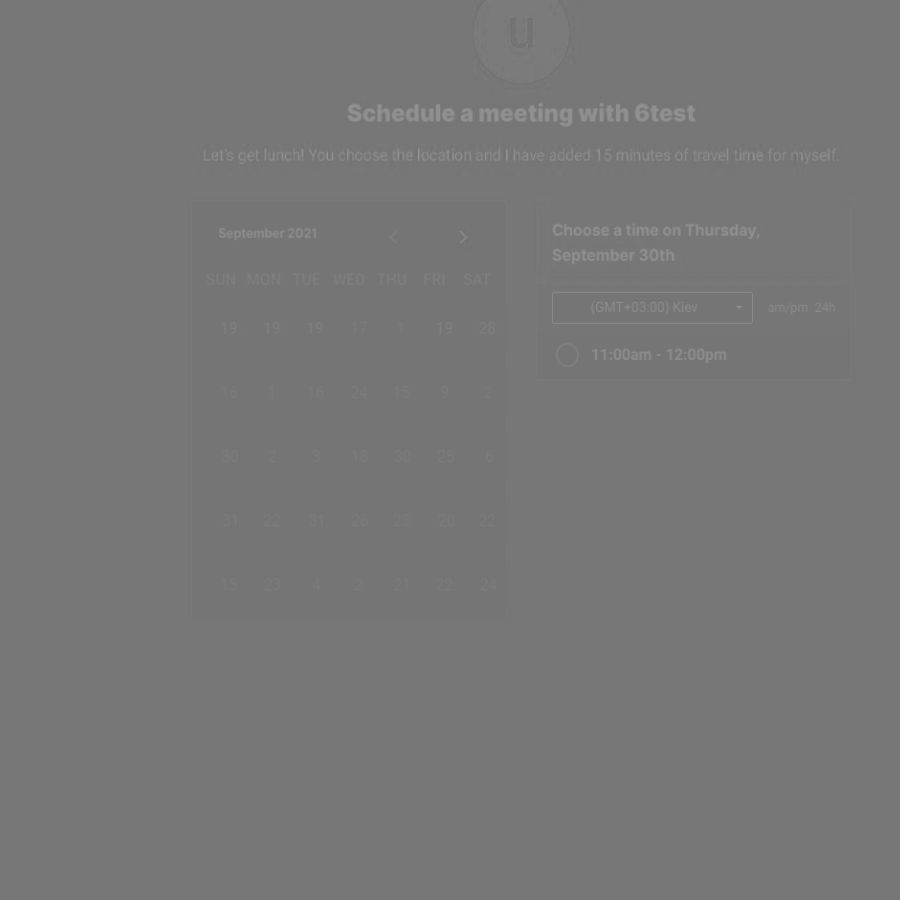 u
Schedule a meeting with 6test
Let's get lunch! You choose the location and I have added 15 minutes of travel time for myself.
September 2021
SUN MON TUE WED THU FRI SAT
19 19 19 17 1 19 28
16 1 16 24 15 9 2
30 2 3 18 30 25 6
31 22 31 26 23 20 22
15 23 4 2 21 22 24
Choose a time on Thursday,
September 30th
(GMT+03:00) Kiev
am/pm 24h
11:00am - 12:00pm